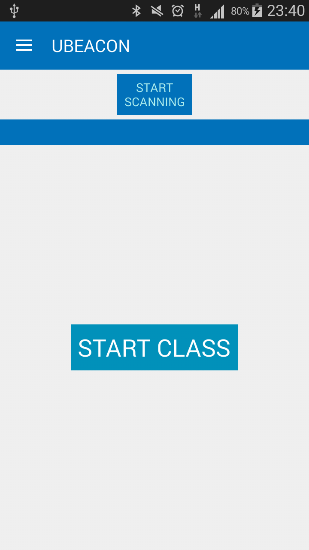 H 80% 23:40
UBEACON
START
SCANNING
START CLASS